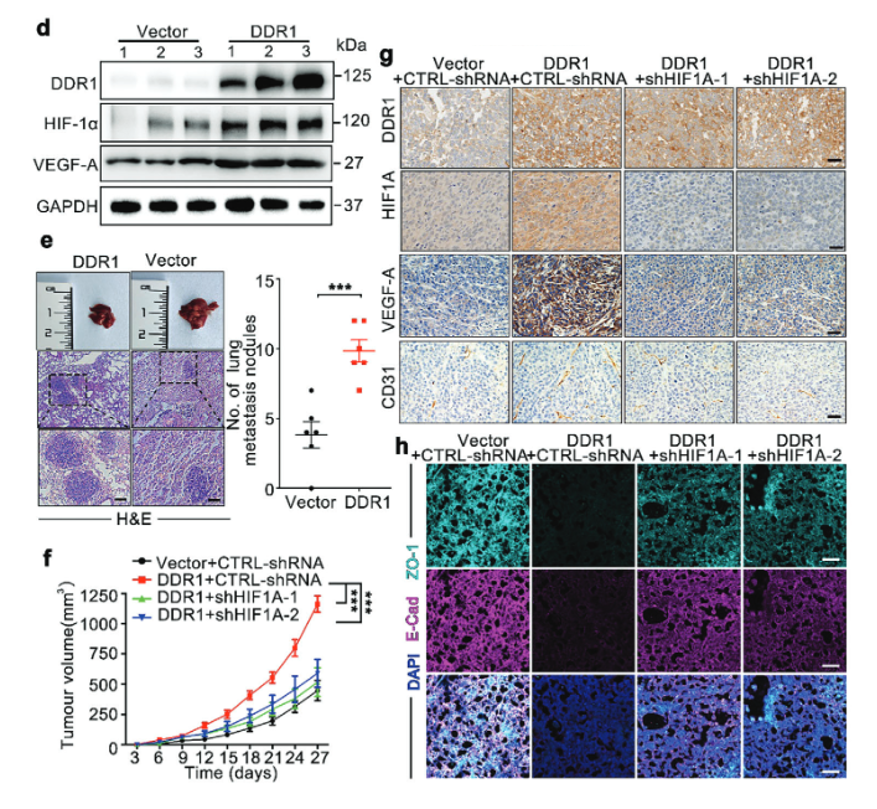 d
Vector DDR1
1 2 3 1 2 3 kDa
DDR1 -125
HIF-1α -120
VEGF-A -27
GAPDH -37
e
DDR1 Vector
1
2
1
2
H&E
No. of lung
metastasis nodules
15
10
5
0
***
Vector DDR1
f
Vector+CTRL-shRNA
DDR1+CTRL-shRNA
DDR1+shHIF1A-1
DDR1+shHIF1A-2
***
***
Tumour volume(mm³)
1250
1000
750
500
250
0
3 6 9 12 15 18 21 24 27
Time (days)
g
Vector DDR1 DDR1 DDR1
+CTRL-shRNA +CTRL-shRNA +shHIF1A-1 +shHIF1A-2
DDR1
HIF1A
VEGF-A
CD31
h
Vector DDR1 DDR1 DDR1
+CTRL-shRNA +CTRL-shRNA +shHIF1A-1 +shHIF1A-2
DAPI E-Cad ZO-1